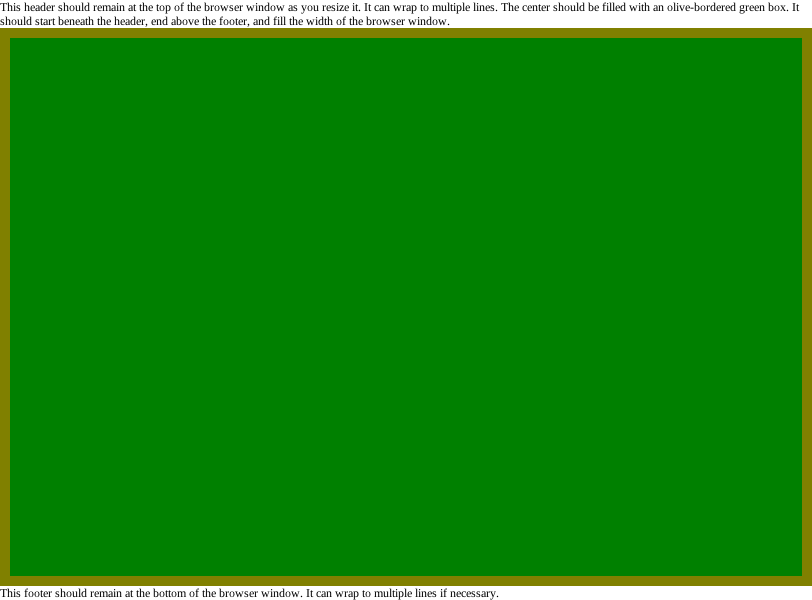 This header should remain at the top of the browser window as you resize it. It can wrap to multiple lines. The center should be filled with an olive-bordered green box. It
should start beneath the header, end above the footer, and fill the width of the browser window.
This footer should remain at the bottom of the browser window. It can wrap to multiple lines if necessary.